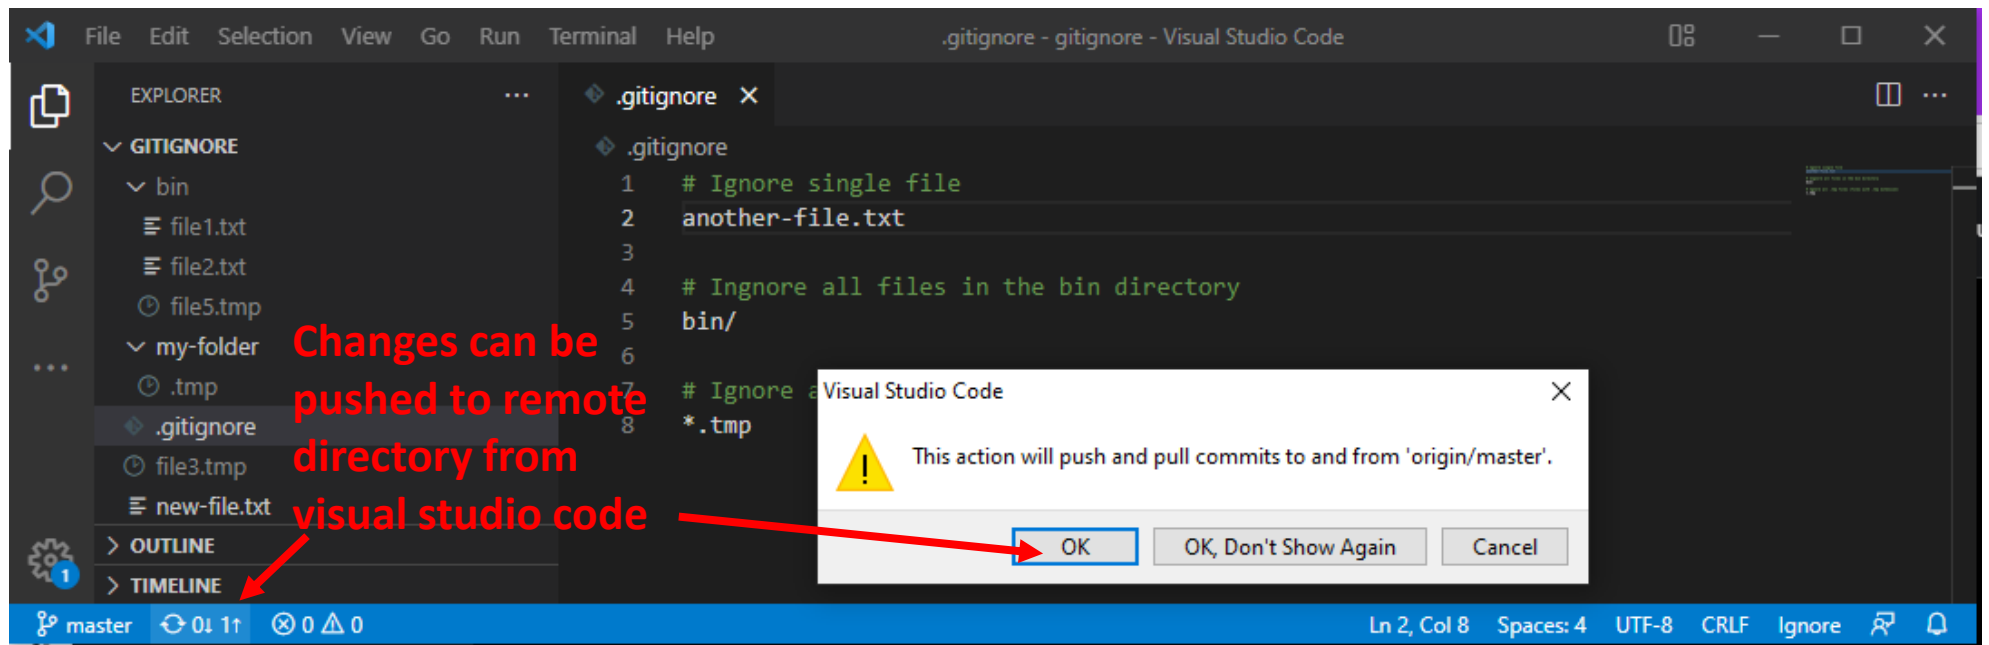 File Edit Selection View Go Run Terminal Help .gitignore - gitignore - Visual Studio Code
EXPLORER
.gitignore
GITIGNORE
.gitignore
bin
file1.txt
file2.txt
file5.tmp
my-folder
.tmp
.gitignore
file3.tmp
new-file.txt
OUTLINE
TIMELINE
1 # Ignore single file
2 another-file.txt
3
4 # Ingnore all files in the bin directory
5 bin/
6
7 # Ignore
8 *.tmp
Changes can be
pushed to remote
directory from
visual studio code
Visual Studio Code
This action will push and pull commits to and from 'origin/master'.
OK OK, Don't Show Again Cancel
1
master 0↓ 1↑ 0 0 Ln 2, Col 8 Spaces: 4 UTF-8 CRLF Ignore